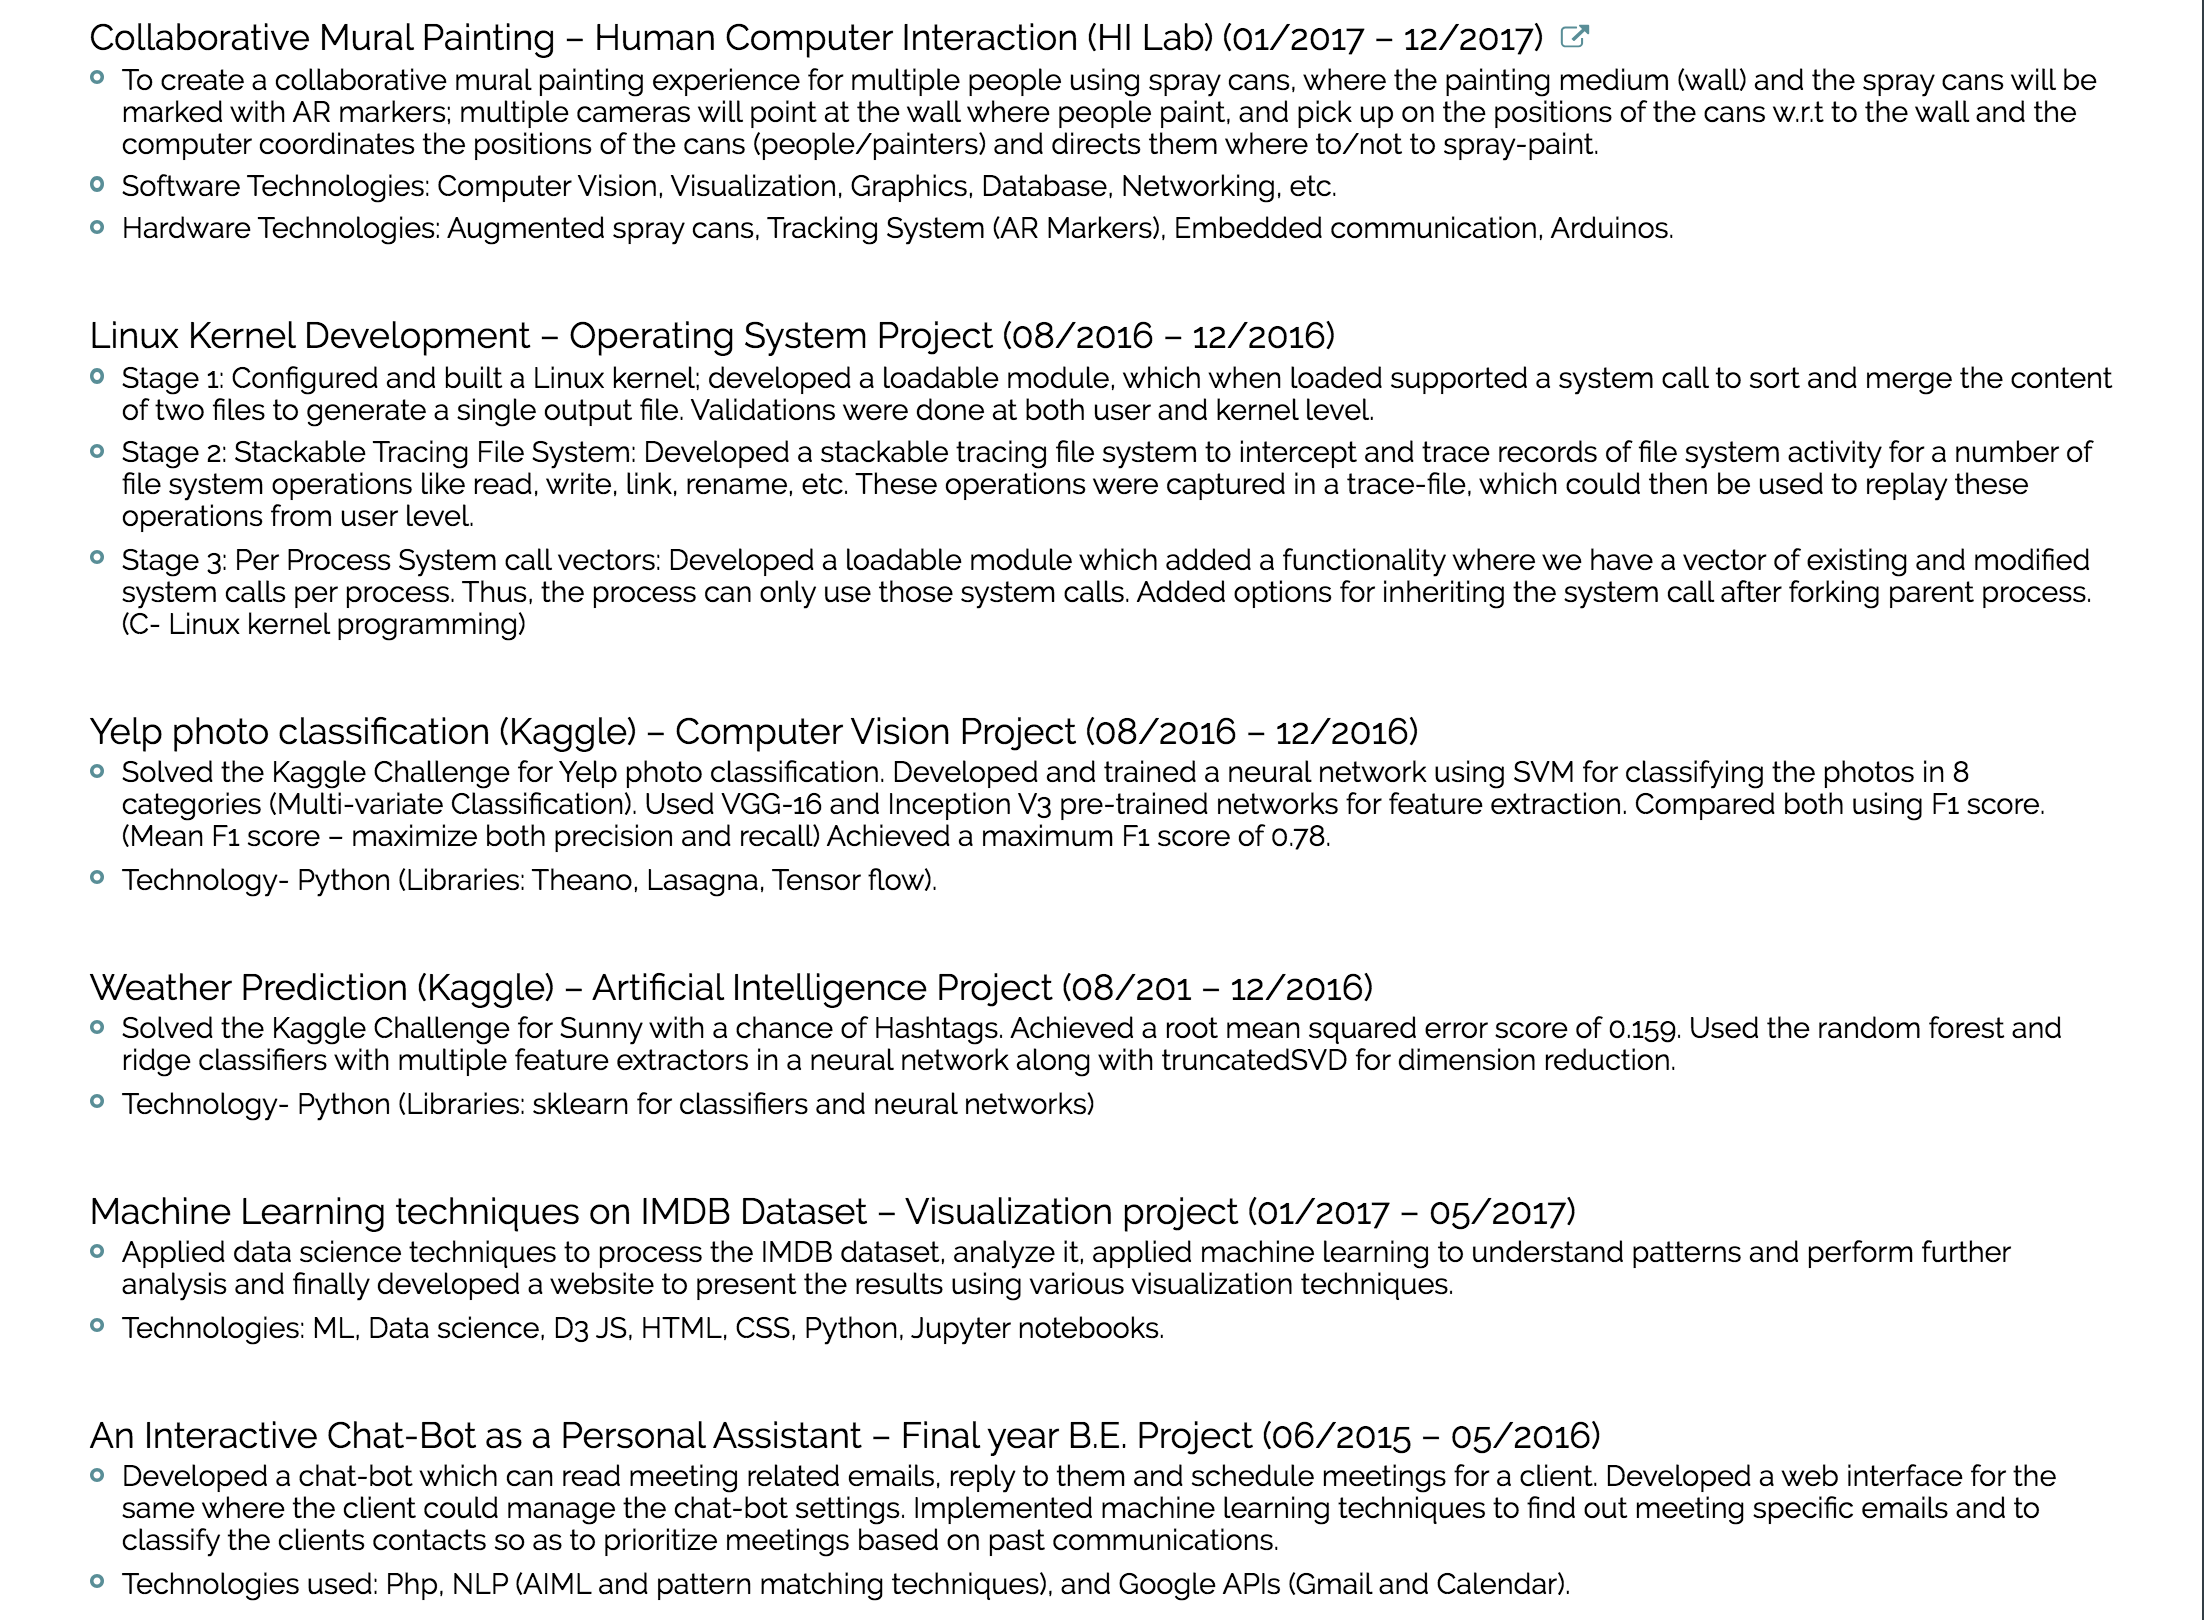 Collaborative Mural Painting – Human Computer Interaction (HI Lab) (01/2017 – 12/2017)
To create a collaborative mural painting experience for multiple people using spray cans, where the painting medium (wall) and the spray cans will be
marked with AR markers; multiple cameras will point at the wall where people paint, and pick up on the positions of the cans w.r.t to the wall and the
computer coordinates the positions of the cans (people/painters) and directs them where to/not to spray-paint.
Software Technologies: Computer Vision, Visualization, Graphics, Database, Networking, etc.
Hardware Technologies: Augmented spray cans, Tracking System (AR Markers), Embedded communication, Arduinos.
Linux Kernel Development – Operating System Project (08/2016 – 12/2016)
Stage 1: Configured and built a Linux kernel; developed a loadable module, which when loaded supported a system call to sort and merge the content
of two files to generate a single output file. Validations were done at both user and kernel level.
Stage 2: Stackable Tracing File System: Developed a stackable tracing file system to intercept and trace records of file system activity for a number of
file system operations like read, write, link, rename, etc. These operations were captured in a trace-file, which could then be used to replay these
operations from user level.
Stage 3: Per Process System call vectors: Developed a loadable module which added a functionality where we have a vector of existing and modified
system calls per process. Thus, the process can only use those system calls. Added options for inheriting the system call after forking parent process.
(C- Linux kernel programming)
Yelp photo classification (Kaggle) – Computer Vision Project (08/2016 – 12/2016)
Solved the Kaggle Challenge for Yelp photo classification. Developed and trained a neural network using SVM for classifying the photos in 8
categories (Multi-variate Classification). Used VGG-16 and Inception V3 pre-trained networks for feature extraction. Compared both using F1 score.
(Mean F1 score – maximize both precision and recall) Achieved a maximum F1 score of 0.78.
Technology- Python (Libraries: Theano, Lasagna, Tensor flow).
Weather Prediction (Kaggle) – Artificial Intelligence Project (08/201 – 12/2016)
Solved the Kaggle Challenge for Sunny with a chance of Hashtags. Achieved a root mean squared error score of 0.159. Used the random forest and
ridge classifiers with multiple feature extractors in a neural network along with truncatedSVD for dimension reduction.
Technology- Python (Libraries: sklearn for classifiers and neural networks)
Machine Learning techniques on IMDB Dataset – Visualization project (01/2017 – 05/2017)
Applied data science techniques to process the IMDB dataset, analyze it, applied machine learning to understand patterns and perform further
analysis and finally developed a website to present the results using various visualization techniques.
Technologies: ML, Data science, D3 JS, HTML, CSS, Python, Jupyter notebooks.
An Interactive Chat-Bot as a Personal Assistant – Final year B.E. Project (06/2015 – 05/2016)
Developed a chat-bot which can read meeting related emails, reply to them and schedule meetings for a client. Developed a web interface for the
same where the client could manage the chat-bot settings. Implemented machine learning techniques to find out meeting specific emails and to
classify the clients contacts so as to prioritize meetings based on past communications.
Technologies used: Php, NLP (AIML and pattern matching techniques), and Google APIs (Gmail and Calendar).